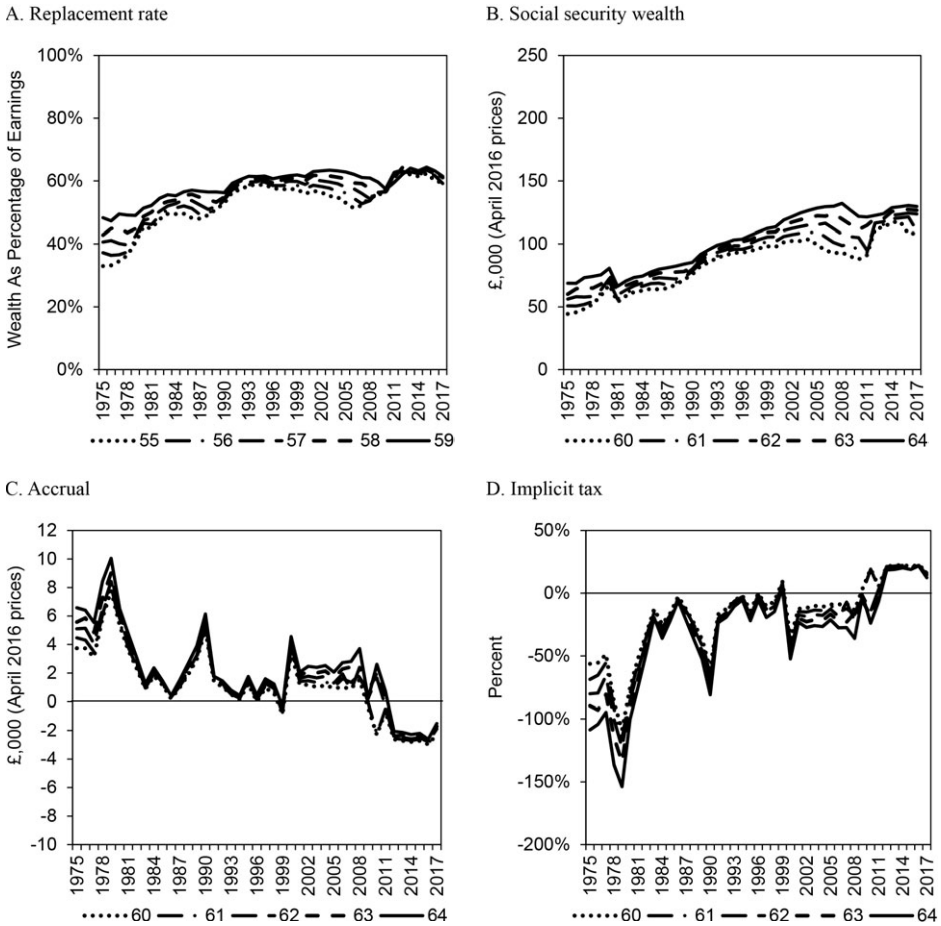 A. Replacement rate
Wealth As Percentage of Earnings
100%
80%
60%
40%
20%
0%
1975 1978 1981 1984 1987 1990 1993 1996 1999 2002 2005 2008 2011 2014 2017
55 56 57 58 59
B. Social security wealth
£,000 (April 2016 prices)
250
200
150
100
50
0
1975 1978 1981 1984 1987 1990 1993 1996 1999 2002 2005 2008 2011 2014 2017
60 61 62 63 64
C. Accrual
£,000 (April 2016 prices)
12
10
8
6
4
2
0
-2
-4
-6
-8
-10
1975 1978 1981 1984 1987 1990 1993 1996 1999 2002 2005 2008 2011 2014 2017
60 61 62 63 64
D. Implicit tax
Percent
50%
0%
-50%
-100%
-150%
-200%
1975 1978 1981 1984 1987 1990 1993 1996 1999 2002 2005 2008 2011 2014 2017
60 61 62 63 64